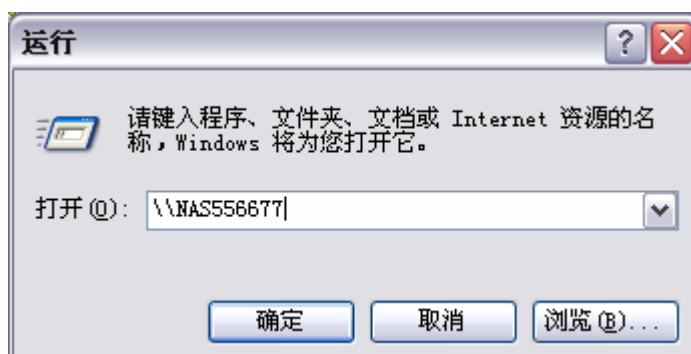 运行
请键入程序、文件夹、文档或 Internet 资源的名
称，Windows 将为您打开它。
打开(O): \\NAS556677
确定 取消 浏览(B)...